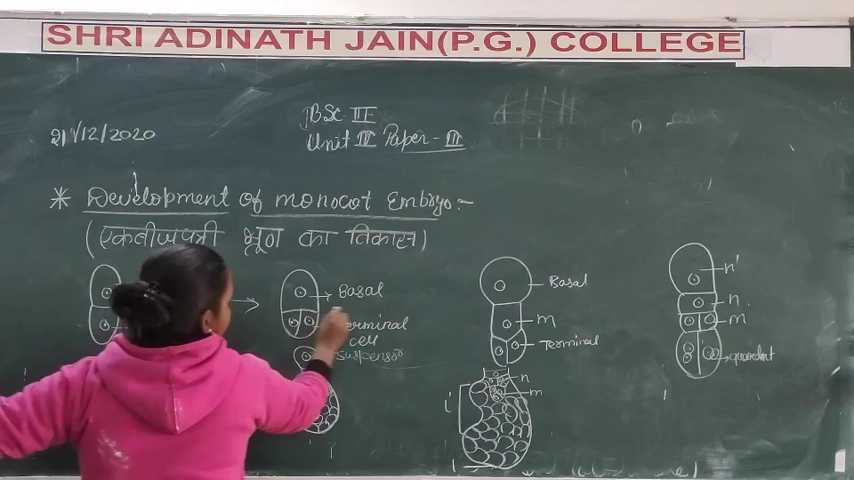 SHRI ADINATH JAIN(P.G.) COLLEGE
21/12/2020
BSc III
Unit IV Paper - III
* Development of monocot Embryo:-
(एकबीजपत्री भ्रूण का विकास)
Basal
Terminal
cell
suspensor
Basal
m
Terminal
n
m
n'
n
m
quadrant